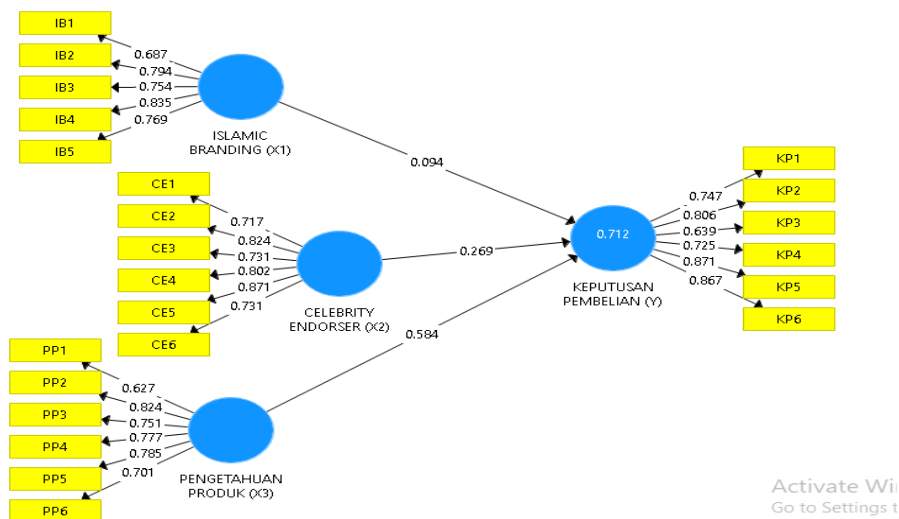 IB1
IB2
IB3
IB4
IB5
0.687
0.794
0.754
0.835
0.769
ISLAMIC
BRANDING (X1)
0.094
CE1
CE2
CE3
CE4
CE5
CE6
0.717
0.824
0.731
0.802
0.871
0.731
CELEBRITY
ENDORSER (X2)
0.269
PP1
PP2
PP3
PP4
PP5
PP6
0.627
0.824
0.751
0.777
0.785
0.701
PENGETAHUAN
PRODUK (X3)
0.584
0.712
KEPUTUSAN
PEMBELIAN (Y)
0.747
0.806
0.639
0.725
0.871
0.867
KP1
KP2
KP3
KP4
KP5
KP6
Activate Wi
Go to Settings t